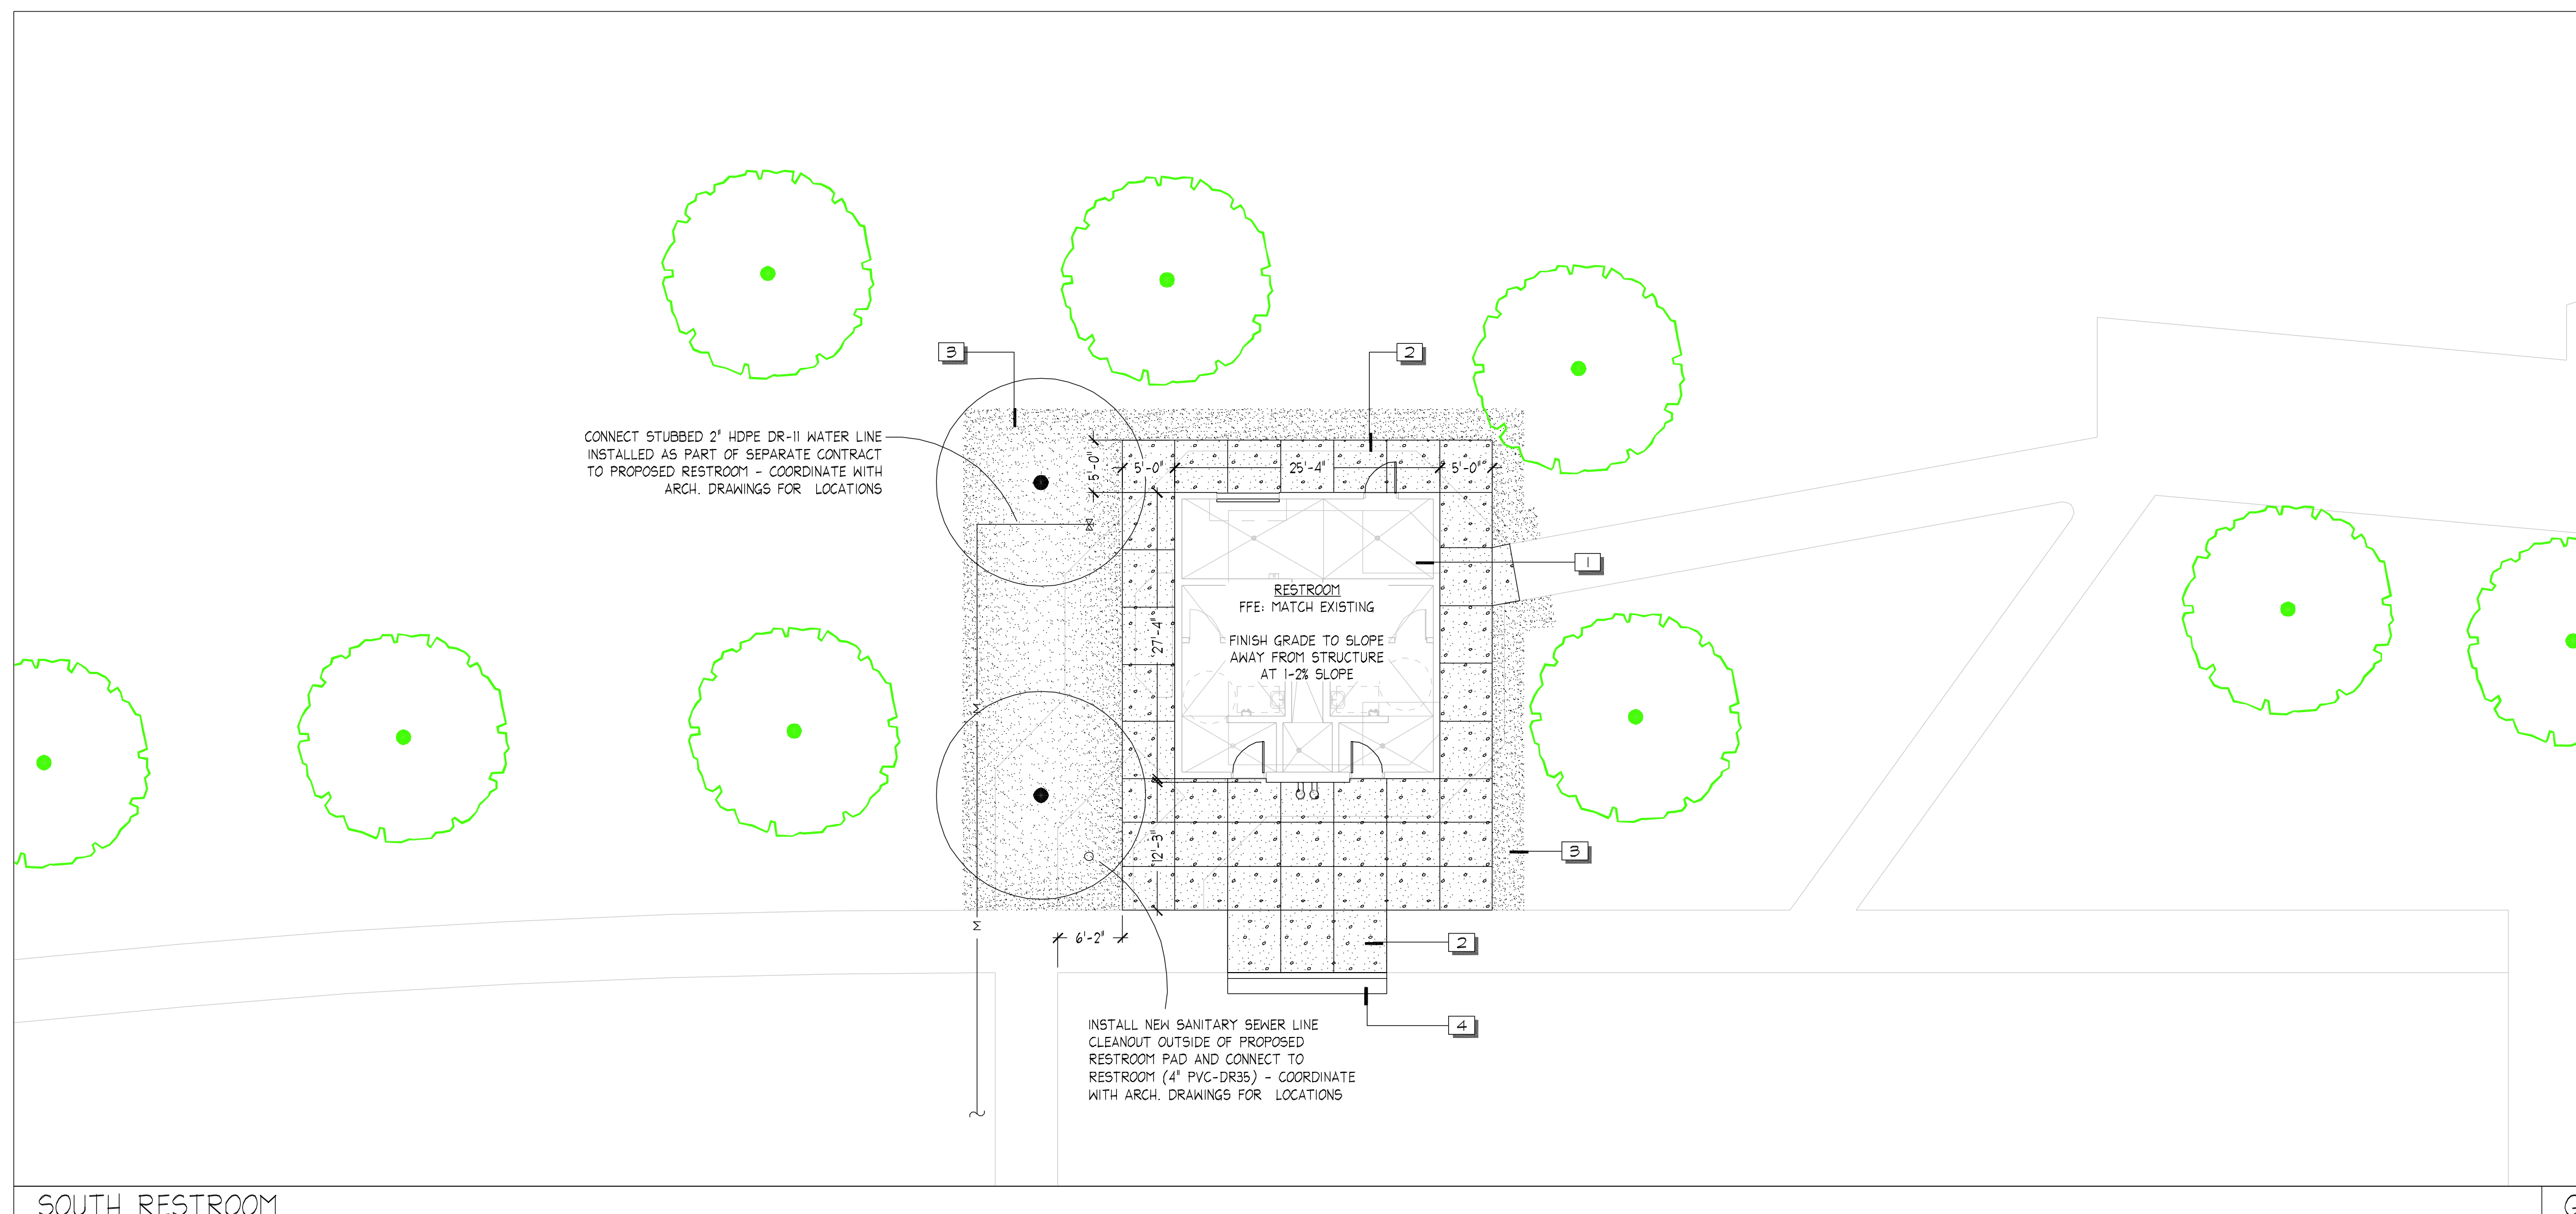 3
2
CONNECT STUBBED 2" HDPE DR-11 WATER LINE
INSTALLED AS PART OF SEPARATE CONTRACT
TO PROPOSED RESTROOM - COORDINATE WITH
ARCH. DRAWINGS FOR LOCATIONS
5'-0"
5'-0"
25'-4"
5'-0"
1
RESTROOM
FFE: MATCH EXISTING
FINISH GRADE TO SLOPE
AWAY FROM STRUCTURE
AT 1-2% SLOPE
27'-4"
12'-3"
3
6'-2"
2
4
INSTALL NEW SANITARY SEWER LINE
CLEANOUT OUTSIDE OF PROPOSED
RESTROOM PAD AND CONNECT TO
RESTROOM (4" PVC-DR35) - COORDINATE
WITH ARCH. DRAWINGS FOR LOCATIONS
SOUTH RESTROOM